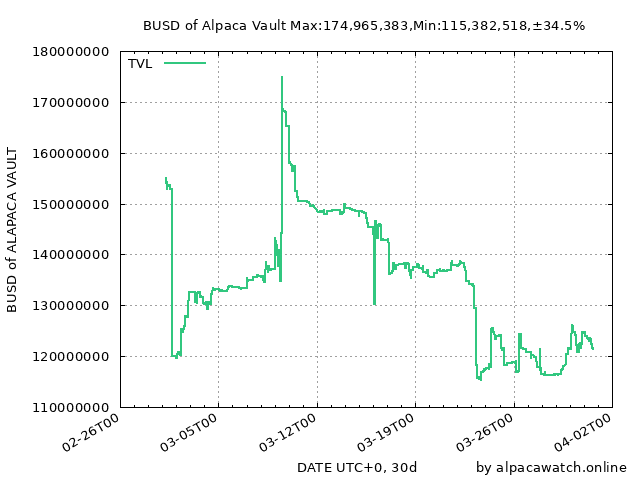 BUSD of Alpaca Vault Max:174,965,383,Min:115,382,518,±34.5%
TVL
BUSD of ALAPACA VAULT
180000000
170000000
160000000
150000000
140000000
130000000
120000000
110000000
02-26T00
03-05T00
03-12T00
03-19T00
03-26T00
04-02T00
DATE UTC+0, 30d
by alpacawatch.online